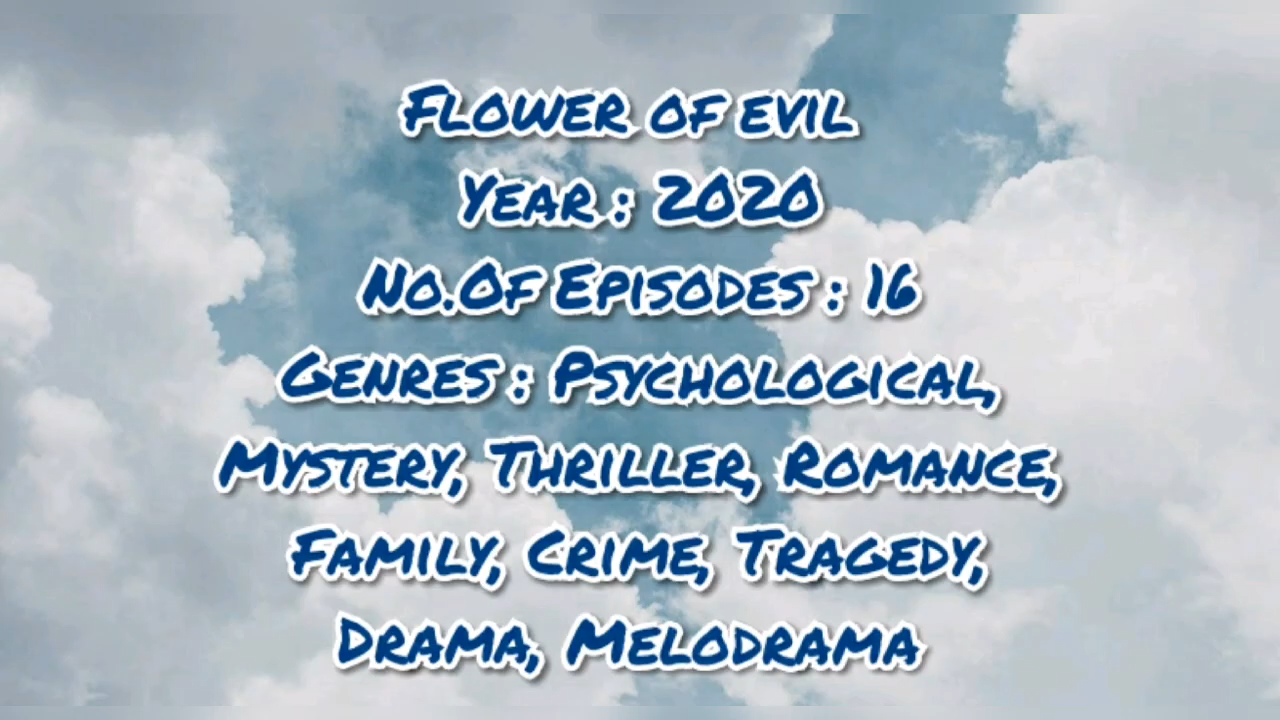 Flower of evil
Year : 2020
No.Of Episodes : 16
Genres : Psychological,
Mystery, Thriller, Romance,
Family, Crime, Tragedy,
Drama, Melodrama